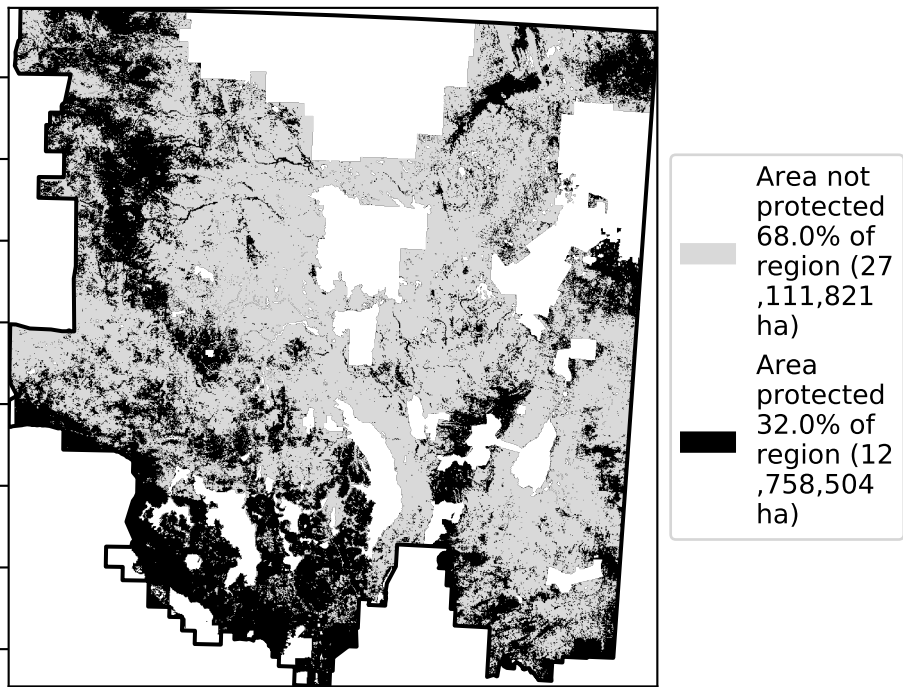 Area not
protected
68.0% of
region (27
,111,821
ha)
Area
protected
32.0% of
region (12
,758,504
ha)